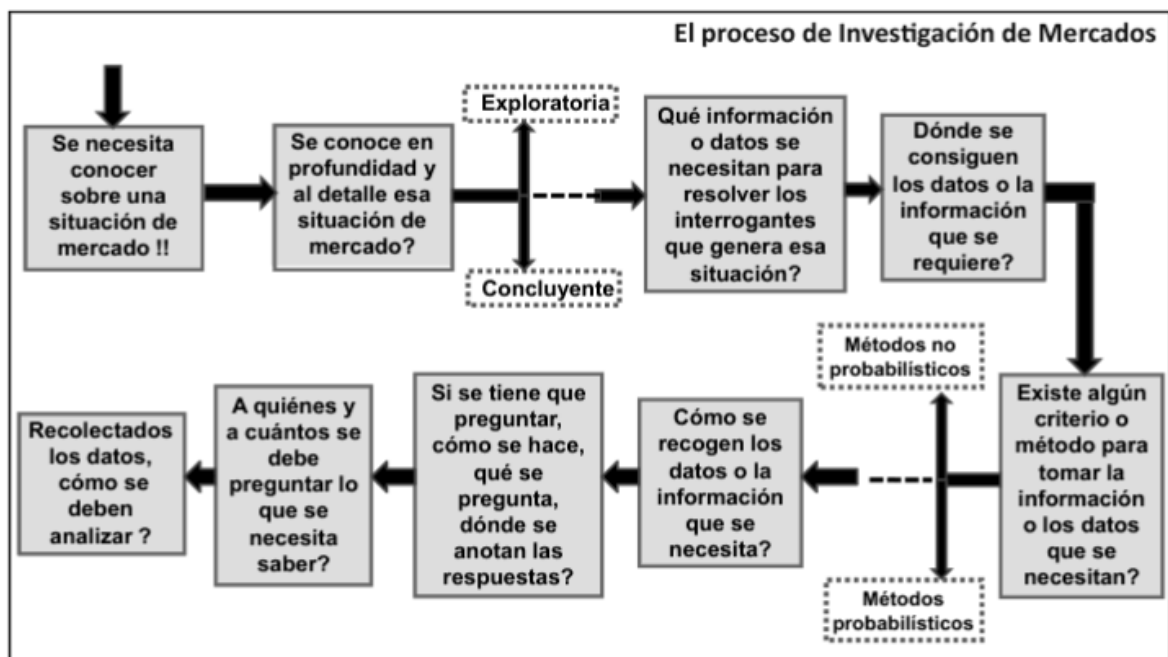 El proceso de Investigación de Mercados
Se necesita
conocer
sobre una
situación de
mercado !!
Se conoce en
profundidad y
al detalle esa
situación de
mercado?
Exploratoria
Concluyente
Qué información
o datos se
necesitan para
resolver los
interrogantes
que genera esa
situación?
Dónde se
consiguen
los datos o la
información
que se
requiere?
Existe algún
criterio o
método para
tomar la
información
o los datos
que se
necesitan?
Métodos no
probabilísticos
Métodos
probabilísticos
Cómo se
recogen los
datos o la
información
que se
necesita?
Si se tiene que
preguntar,
cómo se hace,
qué se
pregunta,
dónde se
anotan las
respuestas?
A quiénes y
a cuántos se
debe
preguntar lo
que se
necesita
saber?
Recolectados
los datos,
cómo se
deben
analizar ?